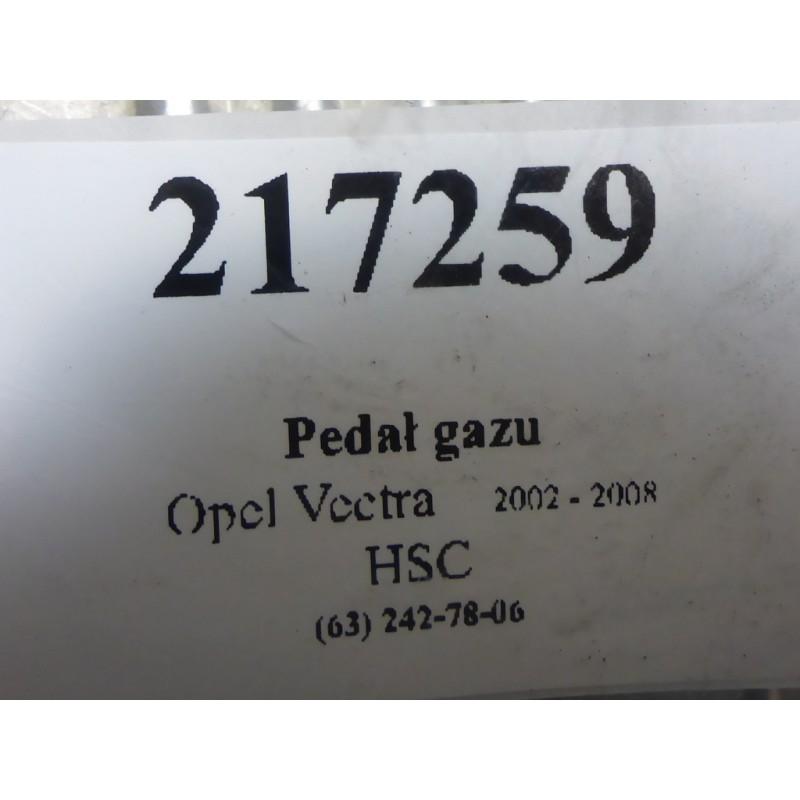 217259
Pedał gazu
Opel Vectra 2002 - 2008
HSC
(63) 242-78-06